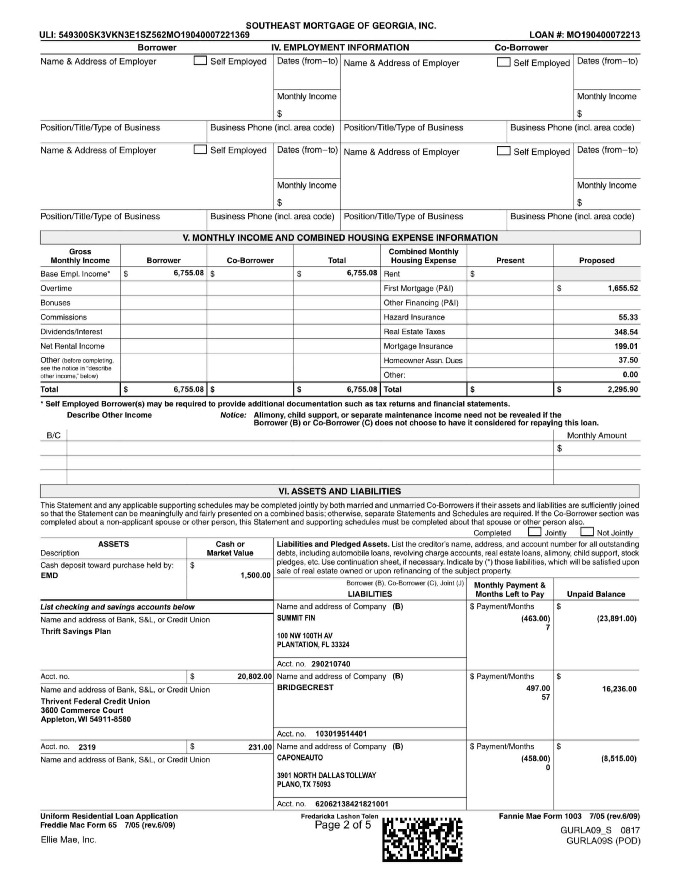 SOUTHEAST MORTGAGE OF GEORGIA, INC.
ULI: 549300SK3VKN3E1SZ562MO19040007221369 LOAN #: MO190400072213
Borrower IV. EMPLOYMENT INFORMATION Co-Borrower
Name & Address of Employer Self Employed Dates (from–to) Name & Address of Employer Self Employed Dates (from–to)
Monthly Income Monthly Income
$ $
Position/Title/Type of Business Business Phone (incl. area code) Position/Title/Type of Business Business Phone (incl. area code)
Name & Address of Employer Self Employed Dates (from–to) Name & Address of Employer Self Employed Dates (from–to)
Monthly Income Monthly Income
$ $
Position/Title/Type of Business Business Phone (incl. area code) Position/Title/Type of Business Business Phone (incl. area code)
V. MONTHLY INCOME AND COMBINED HOUSING EXPENSE INFORMATION
Gross Combined Monthly
Monthly Income Borrower Co-Borrower Total Housing Expense Present Proposed
Base Empl. Income* $ 6,755.08 $ $ 6,755.08 Rent $
Overtime First Mortgage (P&I) $ 1,655.52
Bonuses Other Financing (P&I)
Commissions Hazard Insurance 55.33
Dividends/Interest Real Estate Taxes 348.54
Net Rental Income Mortgage Insurance 199.01
Other (before completing, Homeowner Assn. Dues 37.50
see the notice in "describe
other income," below) Other: 0.00
Total $ 6,755.08 $ $ 6,755.08 Total $ $ 2,295.90
* Self Employed Borrower(s) may be required to provide additional documentation such as tax returns and financial statements.
Describe Other Income Notice: Alimony, child support, or separate maintenance income need not be revealed if the
Borrower (B) or Co-Borrower (C) does not choose to have it considered for repaying this loan.
B/C Monthly Amount
$
VI. ASSETS AND LIABILITIES
This Statement and any applicable supporting schedules may be completed jointly by both married and unmarried Co-Borrowers if their assets and liabilities are sufficiently joined
so that the Statement can be meaningfully and fairly presented on a combined basis; otherwise, separate Statements and Schedules are required. If the Co-Borrower section was
completed about a non-applicant spouse or other person, this Statement and supporting schedules must be completed about that spouse or other person also.
Completed Jointly Not Jointly
ASSETS Cash or Liabilities and Pledged Assets. List the creditor's name, address, and account number for all outstanding
Description Market Value debts, including automobile loans, revolving charge accounts, real estate loans, alimony, child support, stock
Cash deposit toward purchase held by: $ pledges, etc. Use continuation sheet, if necessary. Indicate by (*) those liabilities, which will be satisfied upon
EMD 1,500.00 sale of real estate owned or upon refinancing of the subject property.
Borrower (B), Co-Borrower (C), Joint (J) Monthly Payment &
LIABILITIES Months Left to Pay Unpaid Balance
List checking and savings accounts below Name and address of Company (B) $ Payment/Months $
Name and address of Bank, S&L, or Credit Union SUMMIT FIN (463.00) (23,891.00)
Thrift Savings Plan 7
100 NW 100TH AV
PLANTATION, FL 33324
Acct. no. 290210740
Acct. no. $ 20,802.00 Name and address of Company (B) $ Payment/Months $
Name and address of Bank, S&L, or Credit Union BRIDGECREST 497.00 16,236.00
Thrivent Federal Credit Union 57
3600 Commerce Court
Appleton, WI 54911-8580
Acct. no. 103019514401
Acct. no. 2319 $ 231.00 Name and address of Company (B) $ Payment/Months $
Name and address of Bank, S&L, or Credit Union CAPONEAUTO (458.00) (8,515.00)
0
3901 NORTH DALLAS TOLLWAY
PLANO, TX 75093
Acct. no. 62062138421821001
Uniform Residential Loan Application Fredaricka Lashon Tolen Fannie Mae Form 1003 7/05 (rev.6/09)
Freddie Mac Form 65 7/05 (rev.6/09) Page 2 of 5
GURLA09_S 0817
Ellie Mae, Inc. GURLA09S (POD)